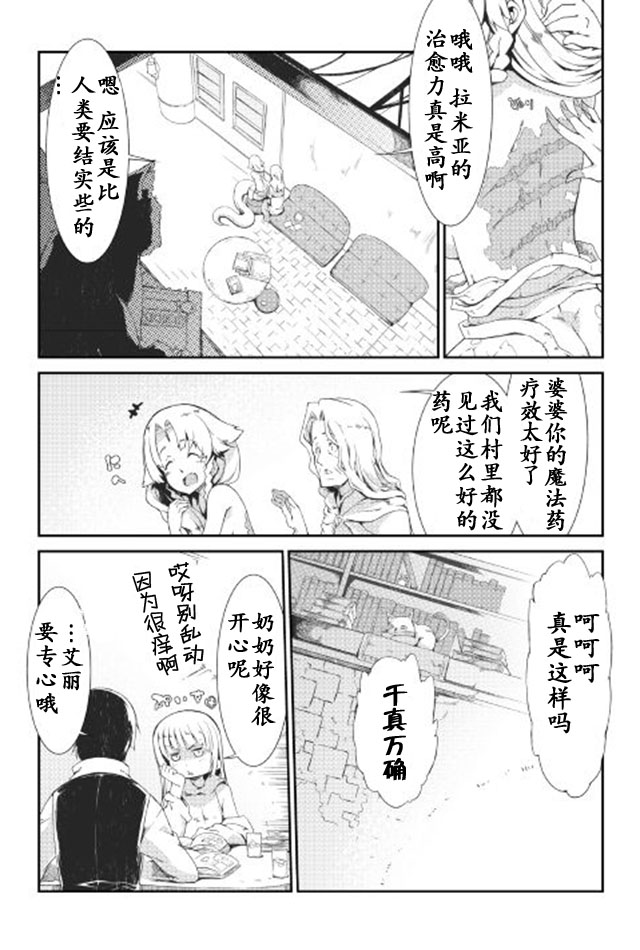 哦哦 拉米亚的
治愈力真是高啊
嗯 应该是比
人类要结实些的
…
婆婆你的魔法药
疗效太好了
我们村里都没
见过这么好的
药呢
呵呵呵
真是这样吗
千真万确
奶奶好像很
开心呢
哎呀别乱动
因为很痒啊
…艾丽
要专心哦